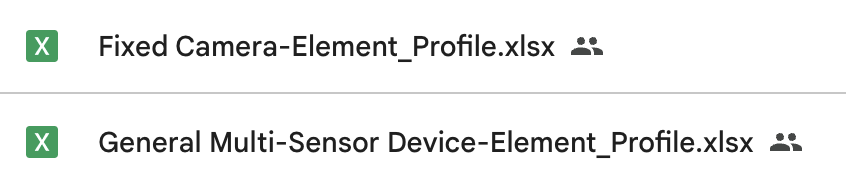 X Fixed Camera-Element_Profile.xlsx
X General Multi-Sensor Device-Element_Profile.xlsx